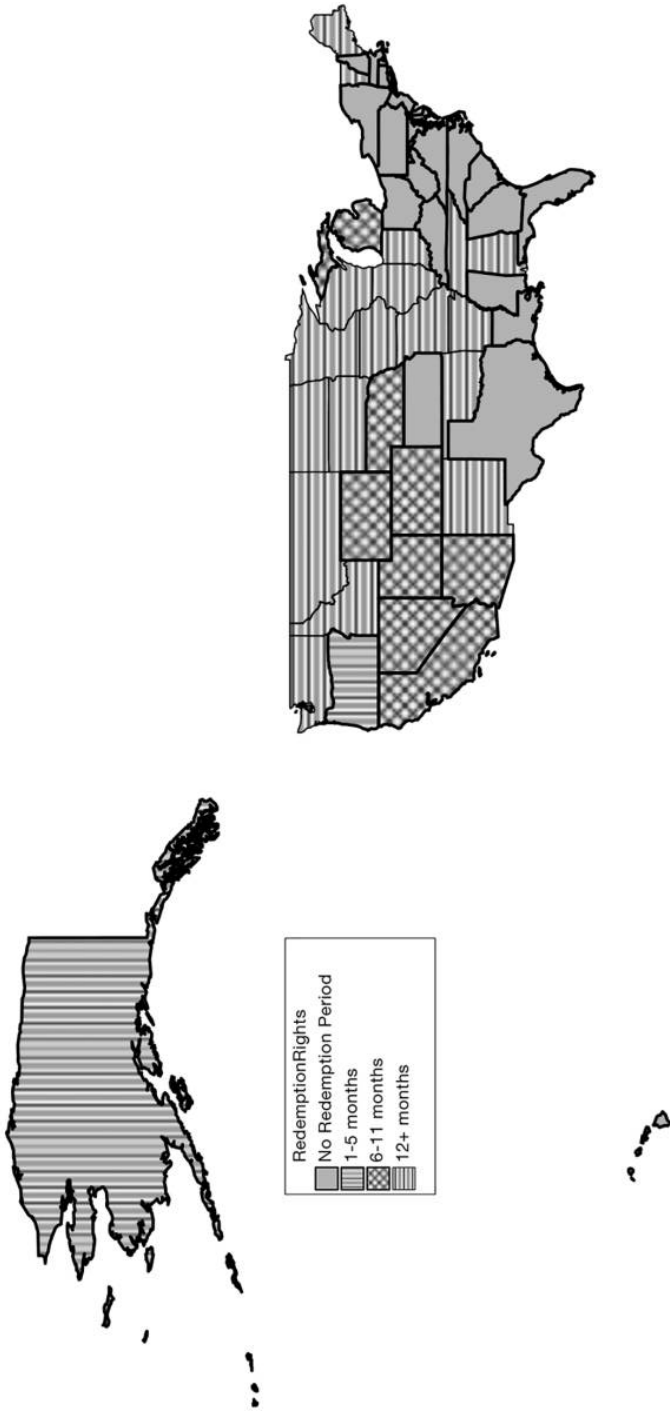 RedemptionRights
No Redemption Period
1-5 months
6-11 months
12+ months